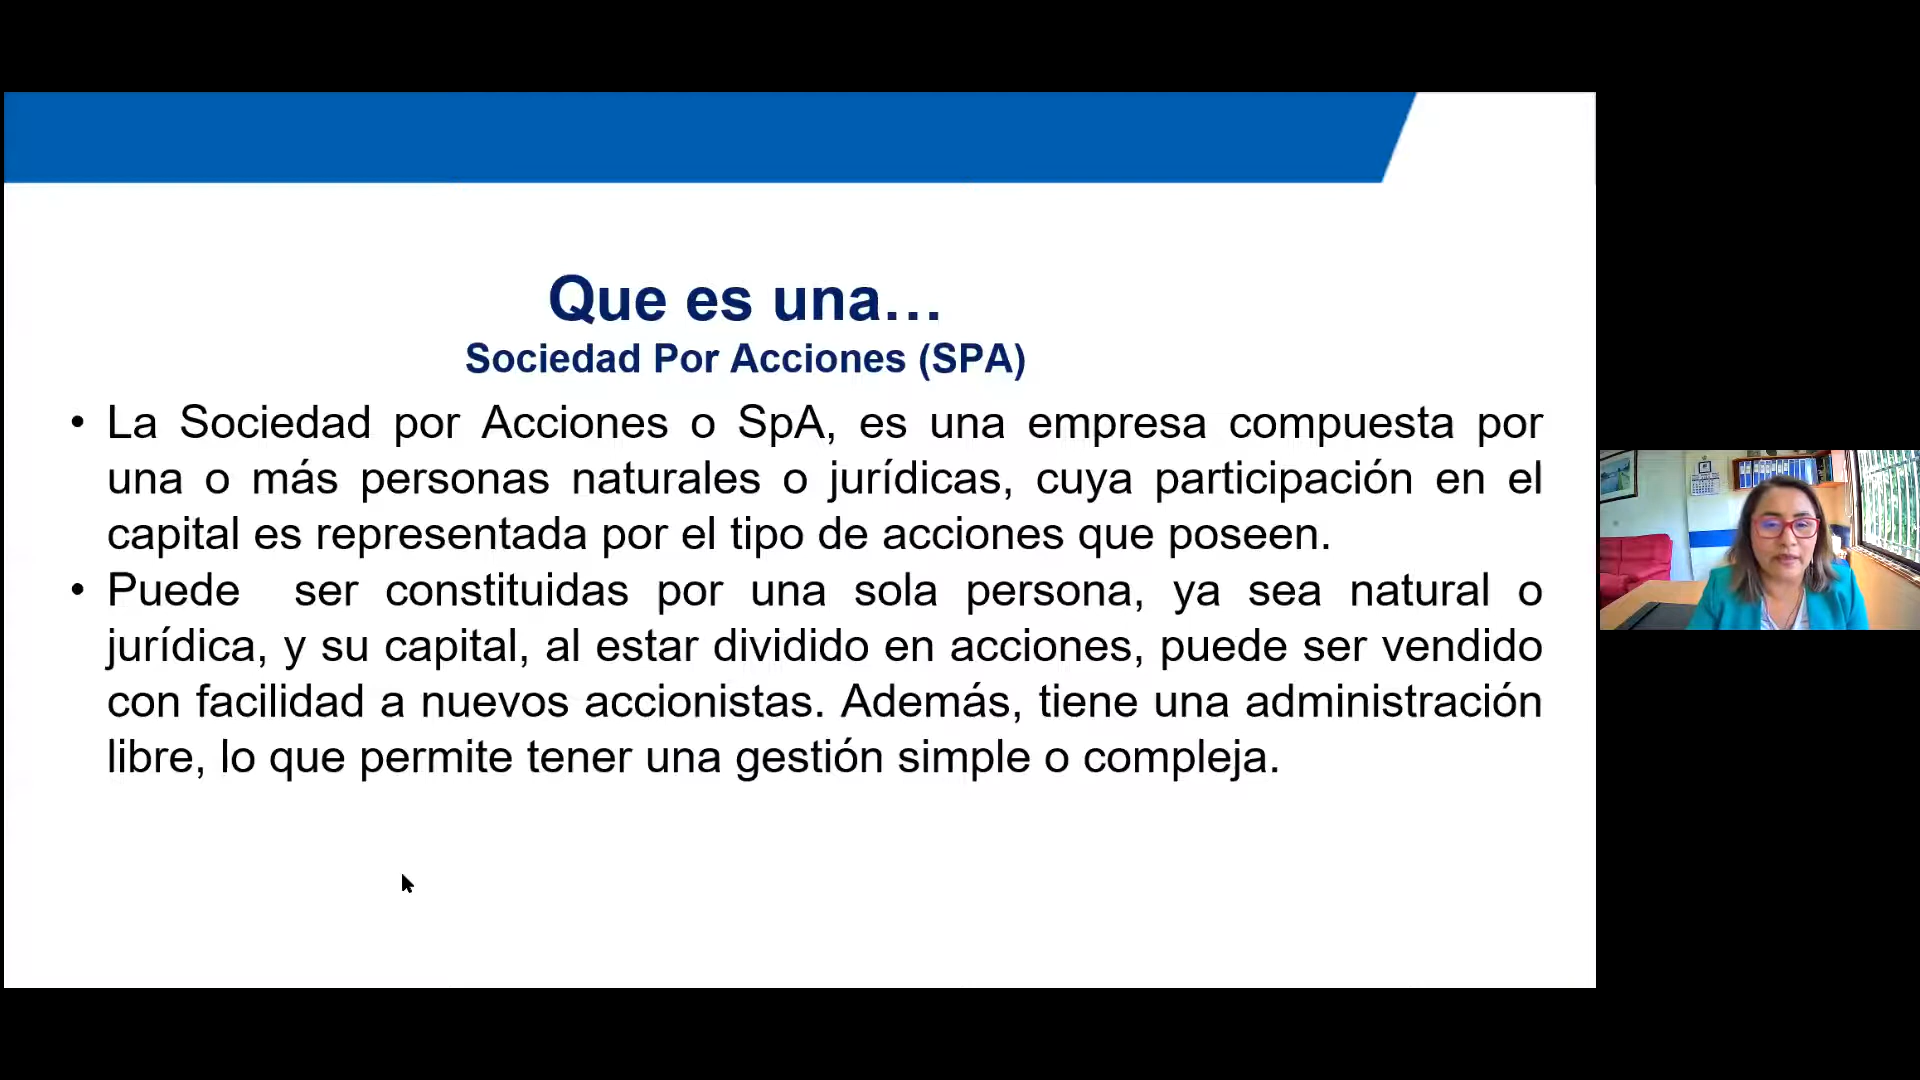 Que es una…
Sociedad Por Acciones (SPA)
• La Sociedad por Acciones o SpA, es una empresa compuesta por
una o más personas naturales o jurídicas, cuya participación en el
capital es representada por el tipo de acciones que poseen.
• Puede ser constituidas por una sola persona, ya sea natural o
jurídica, y su capital, al estar dividido en acciones, puede ser vendido
con facilidad a nuevos accionistas. Además, tiene una administración
libre, lo que permite tener una gestión simple o compleja.